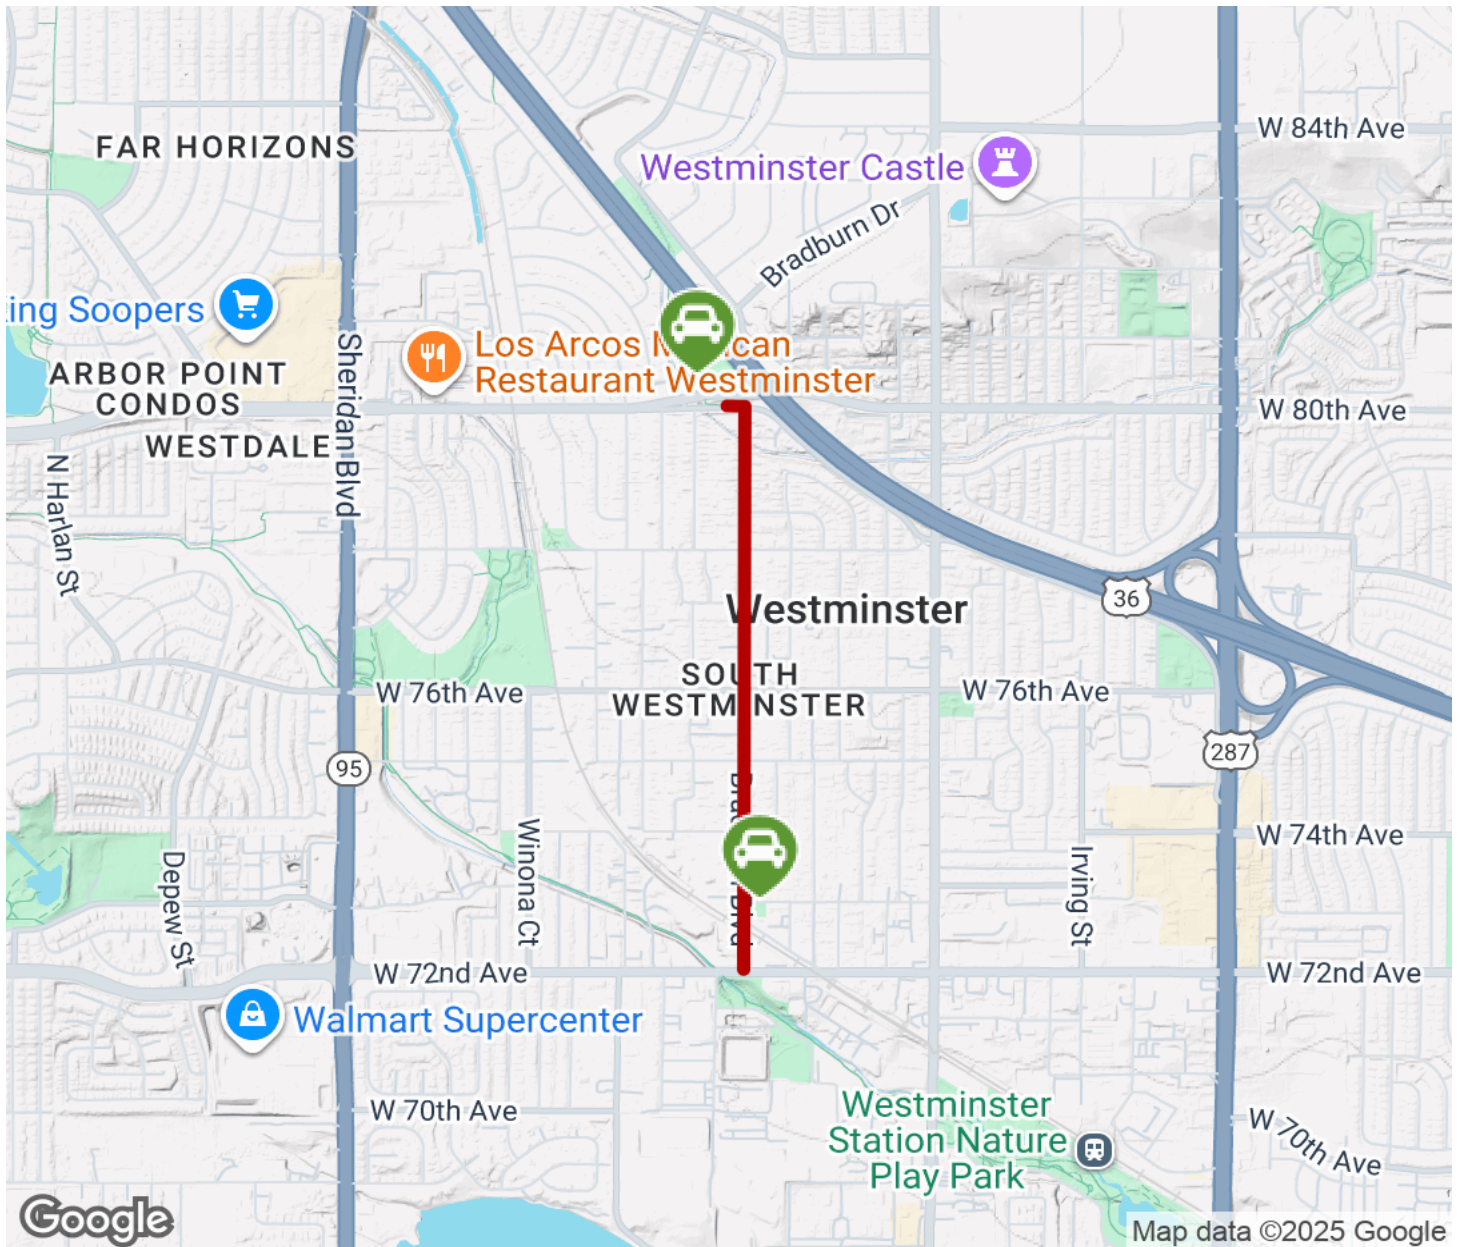 W 84th Ave
FAR HORIZONS
Westminster Castle
Bradburn Dr
ing Soopers
Los Arcos M can
Restaurant Westminster
ARBOR POINT
CONDOS
Sheridan Blvd
W 80th Ave
WESTDALE
N Harlan St
Westminster
36
SOUTH
WESTMINSTER
W 76th Ave
W 76th Ave
287
95
Blvd
W 74th Ave
Winona Ct
Irving St
Depew St
W 72nd Ave
W 72nd Ave
Walmart Supercenter
W 70th Ave
Westminster
Station Nature
Play Park
W 70th Ave
Google
Map data ©2025 Google